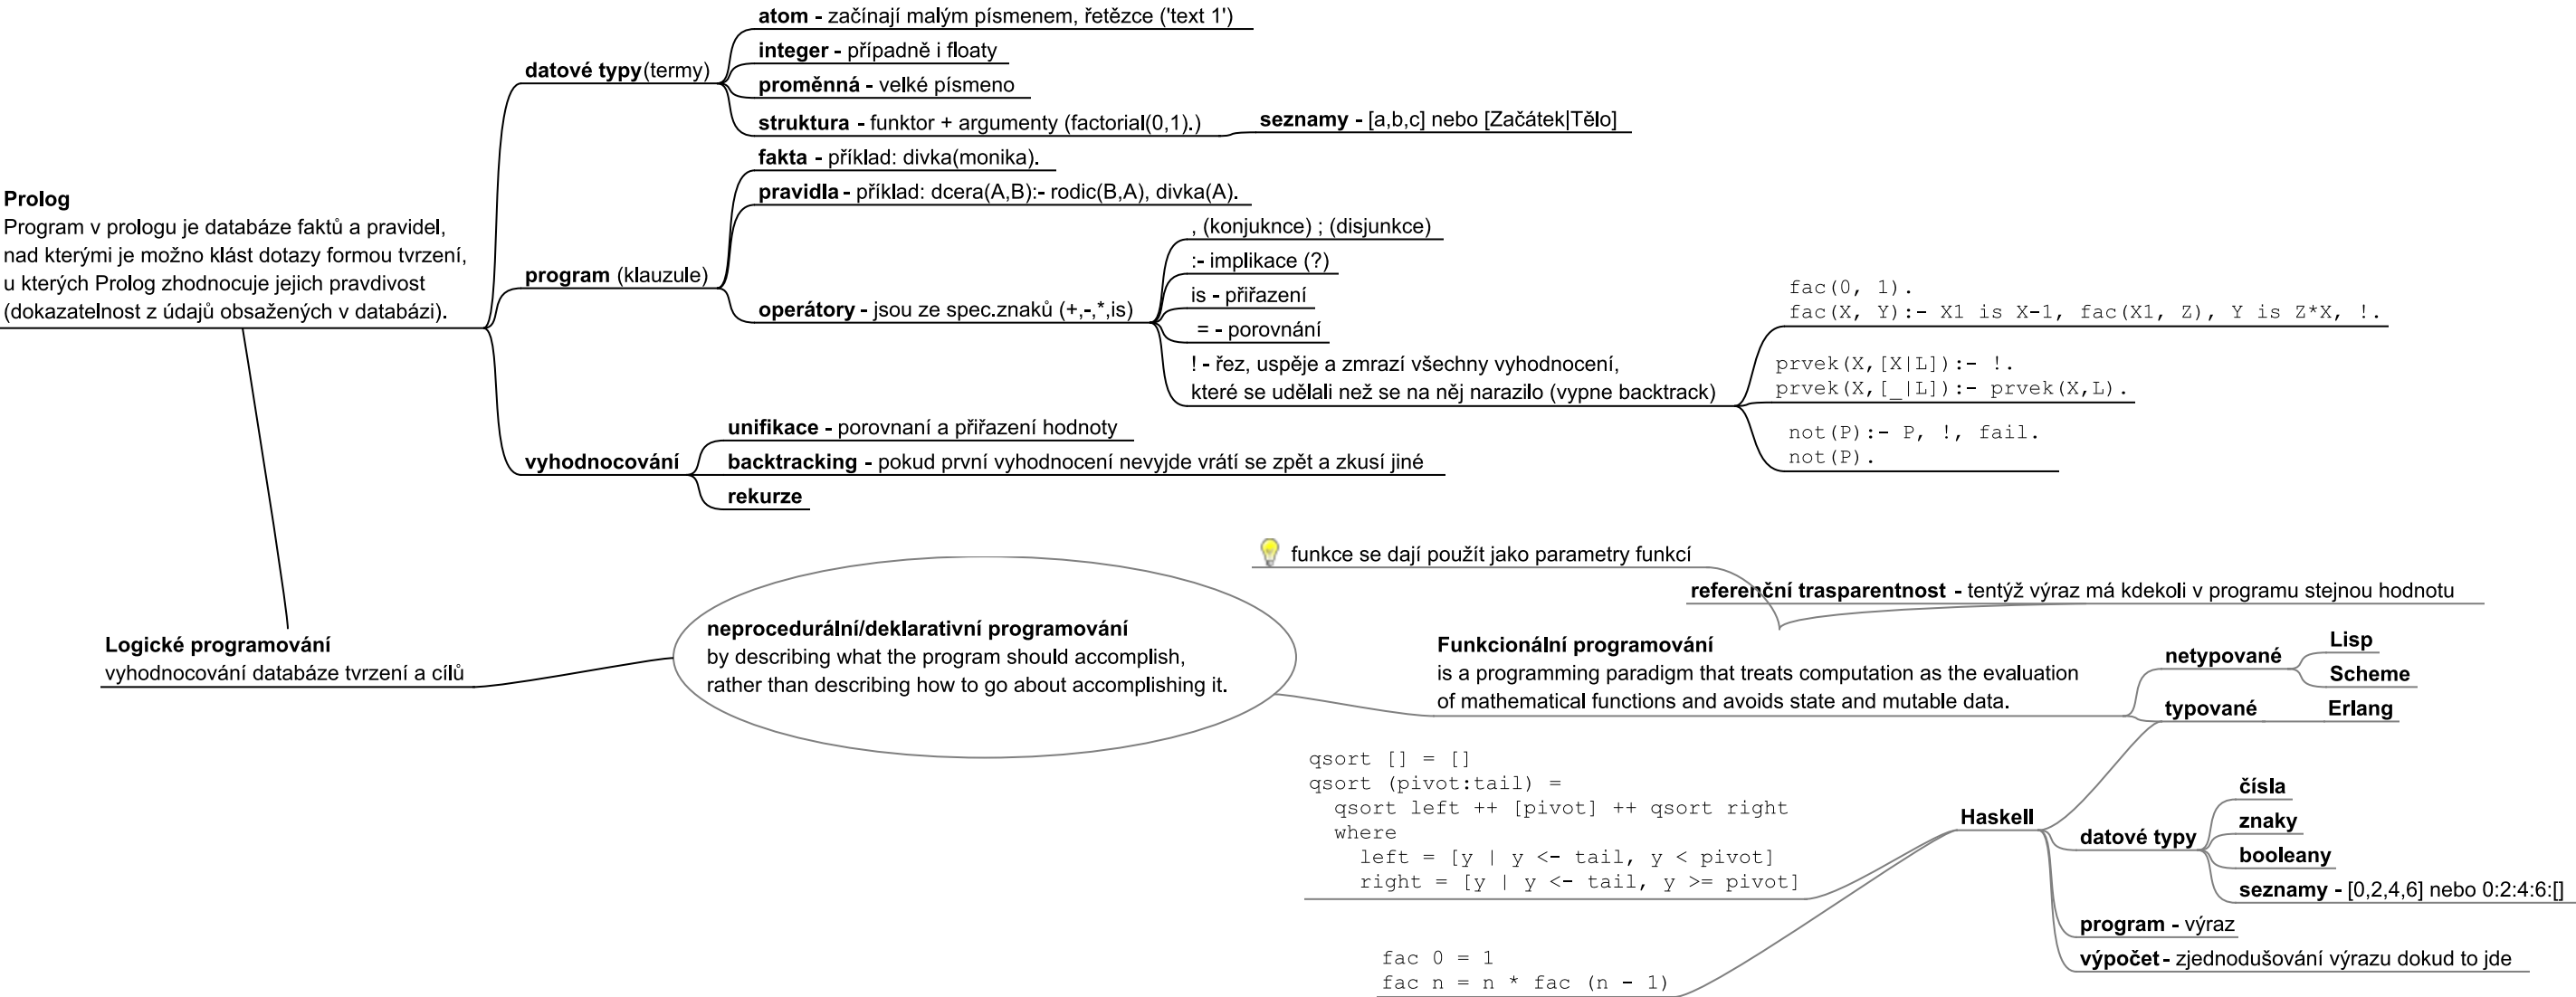 atom - začínají malým písmenem, řetězce ('text 1')
integer - případně i floaty
datové typy(termy)
proměnná - velké písmeno
struktura - funktor + argumenty (factorial(0,1).)
seznamy - [a,b,c] nebo [Začátek|Tělo]
fakta - příklad: divka(monika).
pravidla - příklad: dcera(A,B):- rodic(B,A), divka(A).
Prolog
Program v prologu je databáze faktů a pravidel,
nad kterými je možno klást dotazy formou tvrzení,
u kterých Prolog zhodnocuje jejich pravdivost
(dokazatelnost z údajů obsažených v databázi).
program (klauzule)
operátory - jsou ze spec.znaků (+,-,*,is)
, (konjuknce) ; (disjunkce)
:- implikace (?)
is - přiřazení
= - porovnání
! - řez, uspěje a zmrazí všechny vyhodnocení,
které se udělali než se na něj narazilo (vypne backtrack)
fac(0, 1).
fac(X, Y):- X1 is X-1, fac(X1, Z), Y is Z*X, !.
prvek(X,[X|L]):- !.
prvek(X,[_|L]):- prvek(X,L).
not(P):- P, !, fail.
not(P).
unifikace - porovnaní a přiřazení hodnoty
vyhodnocování
backtracking - pokud první vyhodnocení nevyjde vrátí se zpět a zkusí jiné
rekurze
funkce se dají použít jako parametry funkcí
referenční trasparentnost - tentýž výraz má kdekoli v programu stejnou hodnotu
Logické programování
vyhodnocování databáze tvrzení a cílů
neprocedurální/deklarativní programování
by describing what the program should accomplish,
rather than describing how to go about accomplishing it.
Funkcionální programování
is a programming paradigm that treats computation as the evaluation
of mathematical functions and avoids state and mutable data.
netypované
Lisp
Scheme
typované
Erlang
qsort [] = []
qsort (pivot:tail) =
  qsort left ++ [pivot] ++ qsort right
  where
    left = [y | y <- tail, y < pivot]
    right = [y | y <- tail, y >= pivot]
Haskell
datové typy
čísla
znaky
booleany
seznamy - [0,2,4,6] nebo 0:2:4:6:[]
program - výraz
výpočet - zjednodušování výrazu dokud to jde
fac 0 = 1
fac n = n * fac (n - 1)